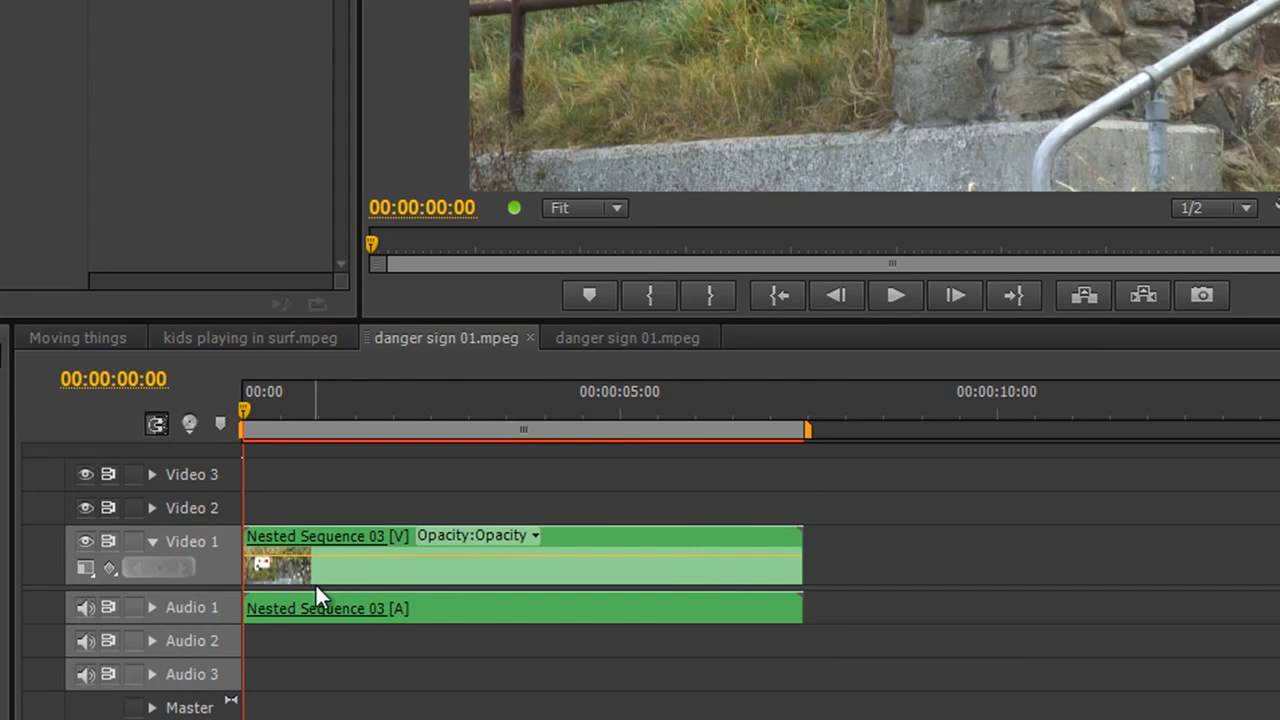 00:00:00:00
Fit
1/2
Moving things
kids playing in surf.mpeg
danger sign 01.mpeg
danger sign 01.mpeg
00:00:00:00
00:00
00:00:05:00
00:00:10:00
Video 3
Video 2
Nested Sequence 03 [V] Opacity:Opacity
Video 1
Audio 1
Nested Sequence 03 [A]
Audio 2
Audio 3
Master